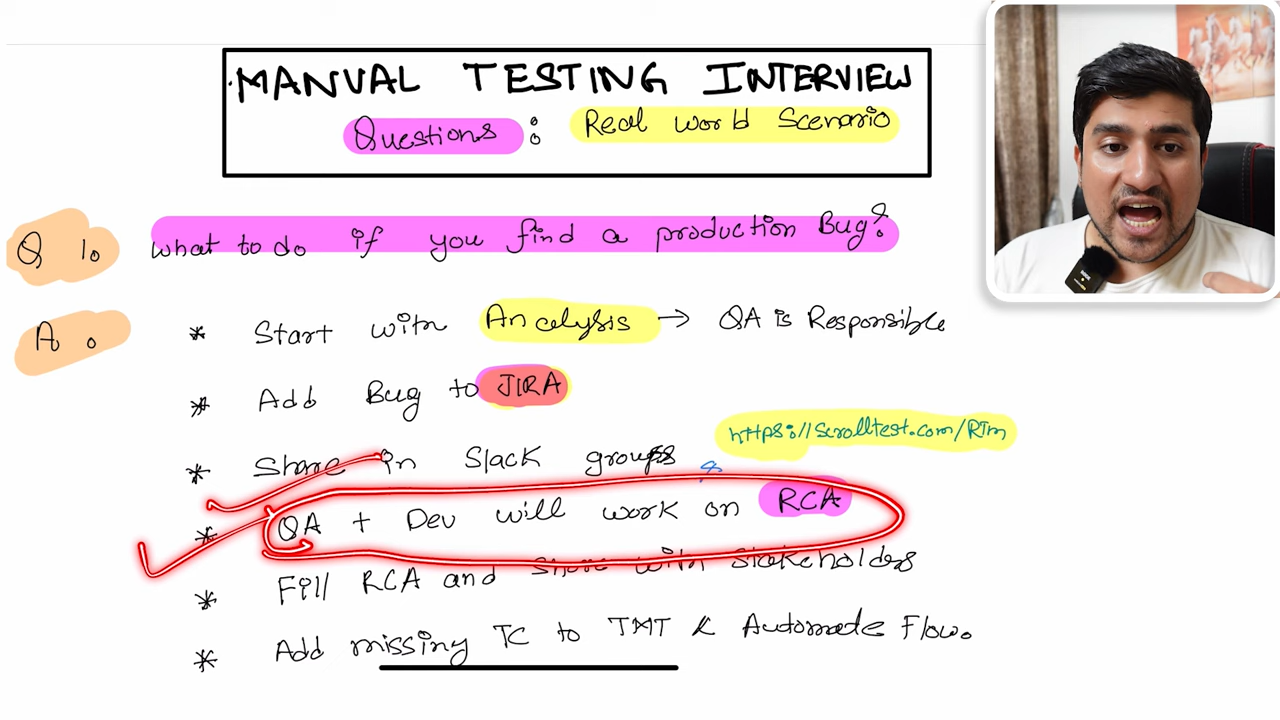 MANUAL TESTING INTERVIEW
Questions : Real world Scenario
Q 1. What to do if you find a production Bug?
A. * Start with Analysis → QA is Responsible
* Add Bug to JIRA
https://scrolltest.com/RTM
* Share in Slack groups
* QA + Dev will work on RCA
* Fill RCA and share with stakeholders
* Add missing TC to TMT & Automate Flow.